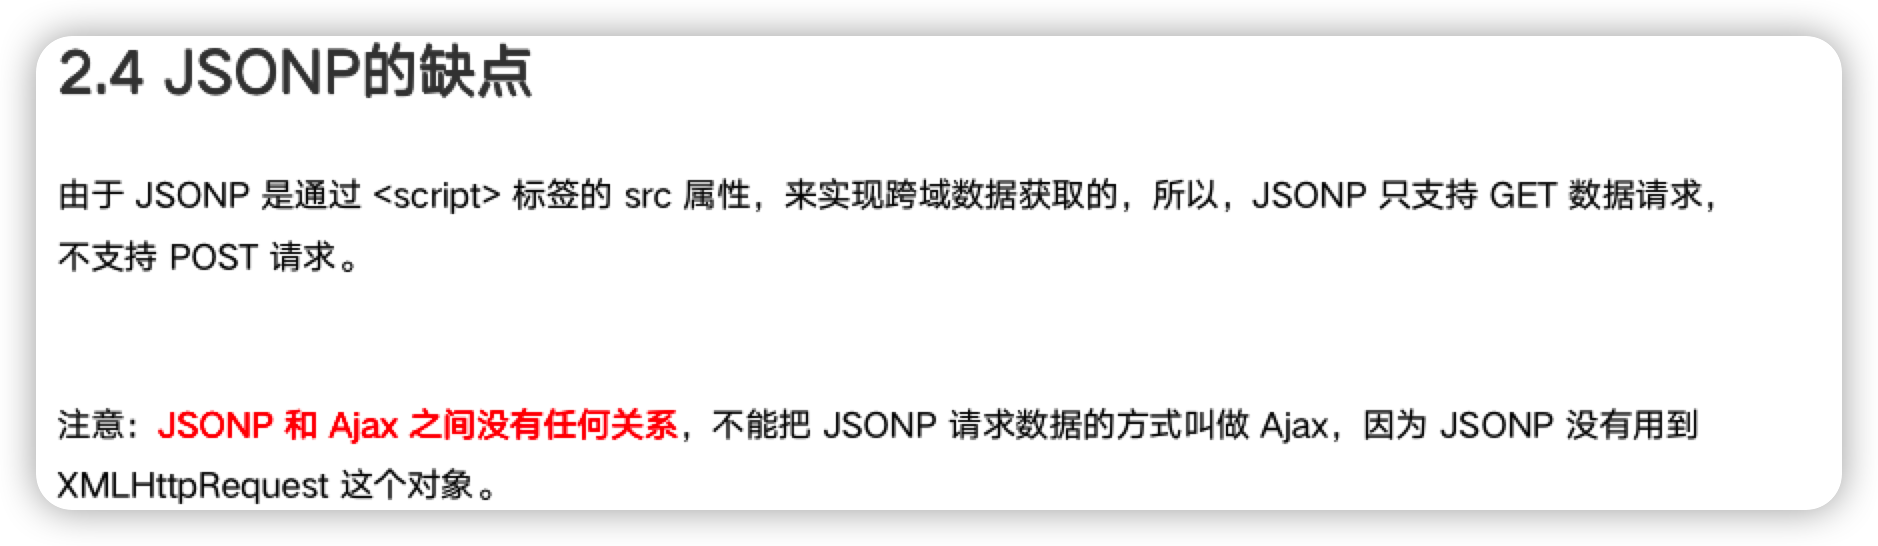 2.4 JSONP的缺点
由于 JSONP 是通过 <script> 标签的 src 属性，来实现跨域数据获取的，所以，JSONP 只支持 GET 数据请求，
不支持 POST 请求。
注意：JSONP 和 Ajax 之间没有任何关系，不能把 JSONP 请求数据的方式叫做 Ajax，因为 JSONP 没有用到
XMLHttpRequest 这个对象。